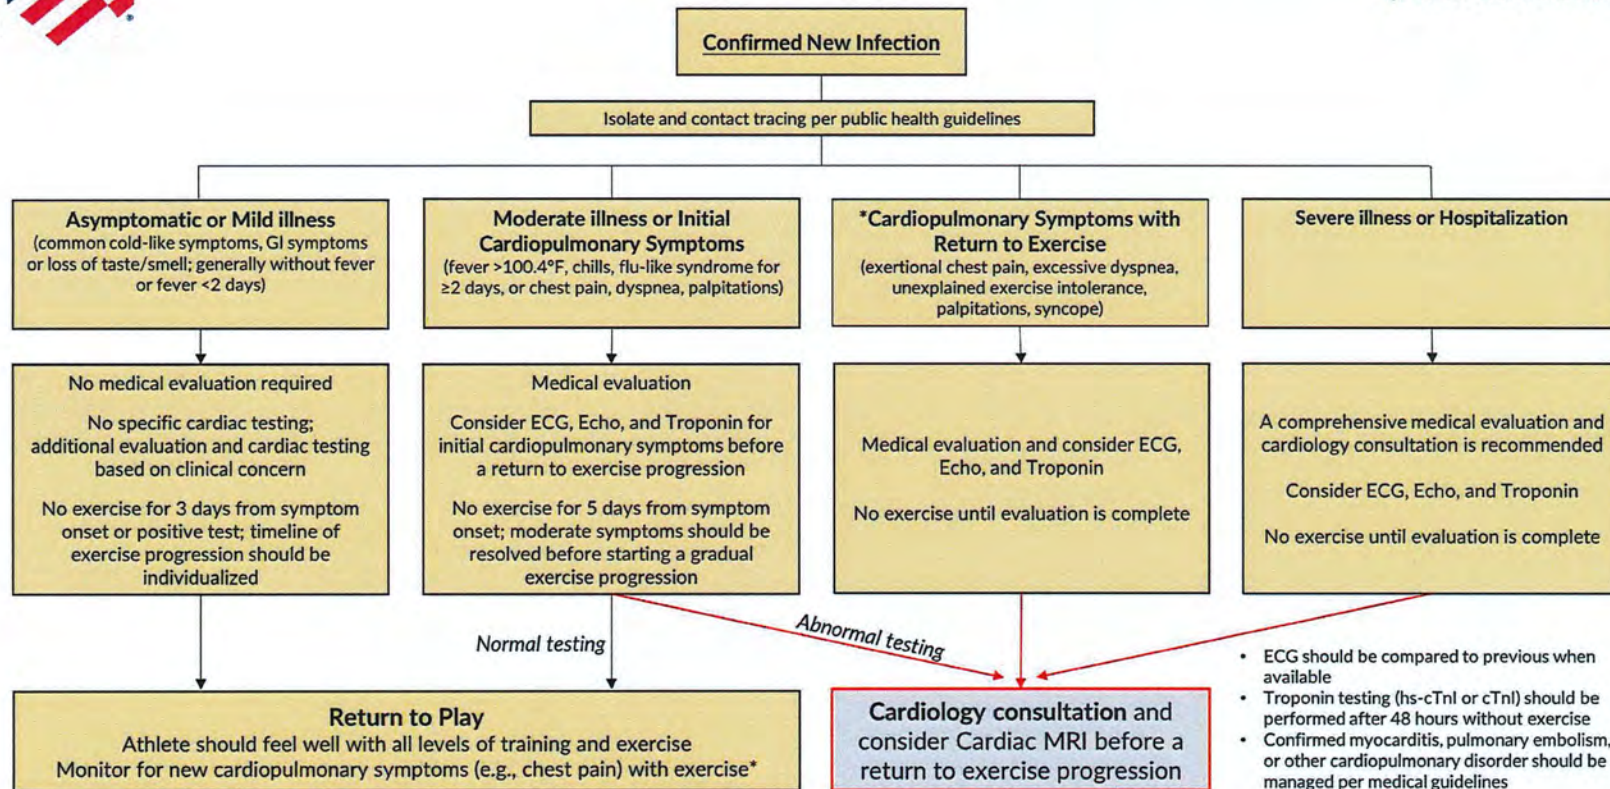 Confirmed New Infection
Isolate and contact tracing per public health guidelines
Asymptomatic or Mild illness
(common cold-like symptoms, GI symptoms
or loss of taste/smell; generally without fever
or fever <2 days)
Moderate illness or Initial
Cardiopulmonary Symptoms
(fever >100.4°F, chills, flu-like syndrome for
≥2 days, or chest pain, dyspnea, palpitations)
*Cardiopulmonary Symptoms with
Return to Exercise
(exertional chest pain, excessive dyspnea,
unexplained exercise intolerance,
palpitations, syncope)
Severe illness or Hospitalization
No medical evaluation required
No specific cardiac testing;
additional evaluation and cardiac testing
based on clinical concern
No exercise for 3 days from symptom
onset or positive test; timeline of
exercise progression should be
individualized
Medical evaluation
Consider ECG, Echo, and Troponin for
initial cardiopulmonary symptoms before
a return to exercise progression
No exercise for 5 days from symptom
onset; moderate symptoms should be
resolved before starting a gradual
exercise progression
Medical evaluation and consider ECG,
Echo, and Troponin
No exercise until evaluation is complete
A comprehensive medical evaluation and
cardiology consultation is recommended
Consider ECG, Echo, and Troponin
No exercise until evaluation is complete
Normal testing
Abnormal testing
Return to Play
Athlete should feel well with all levels of training and exercise
Monitor for new cardiopulmonary symptoms (e.g., chest pain) with exercise*
Cardiology consultation and
consider Cardiac MRI before a
return to exercise progression
• ECG should be compared to previous when
available
• Troponin testing (hs-cTnI or cTnI) should be
performed after 48 hours without exercise
• Confirmed myocarditis, pulmonary embolism,
or other cardiopulmonary disorder should be
managed per medical guidelines